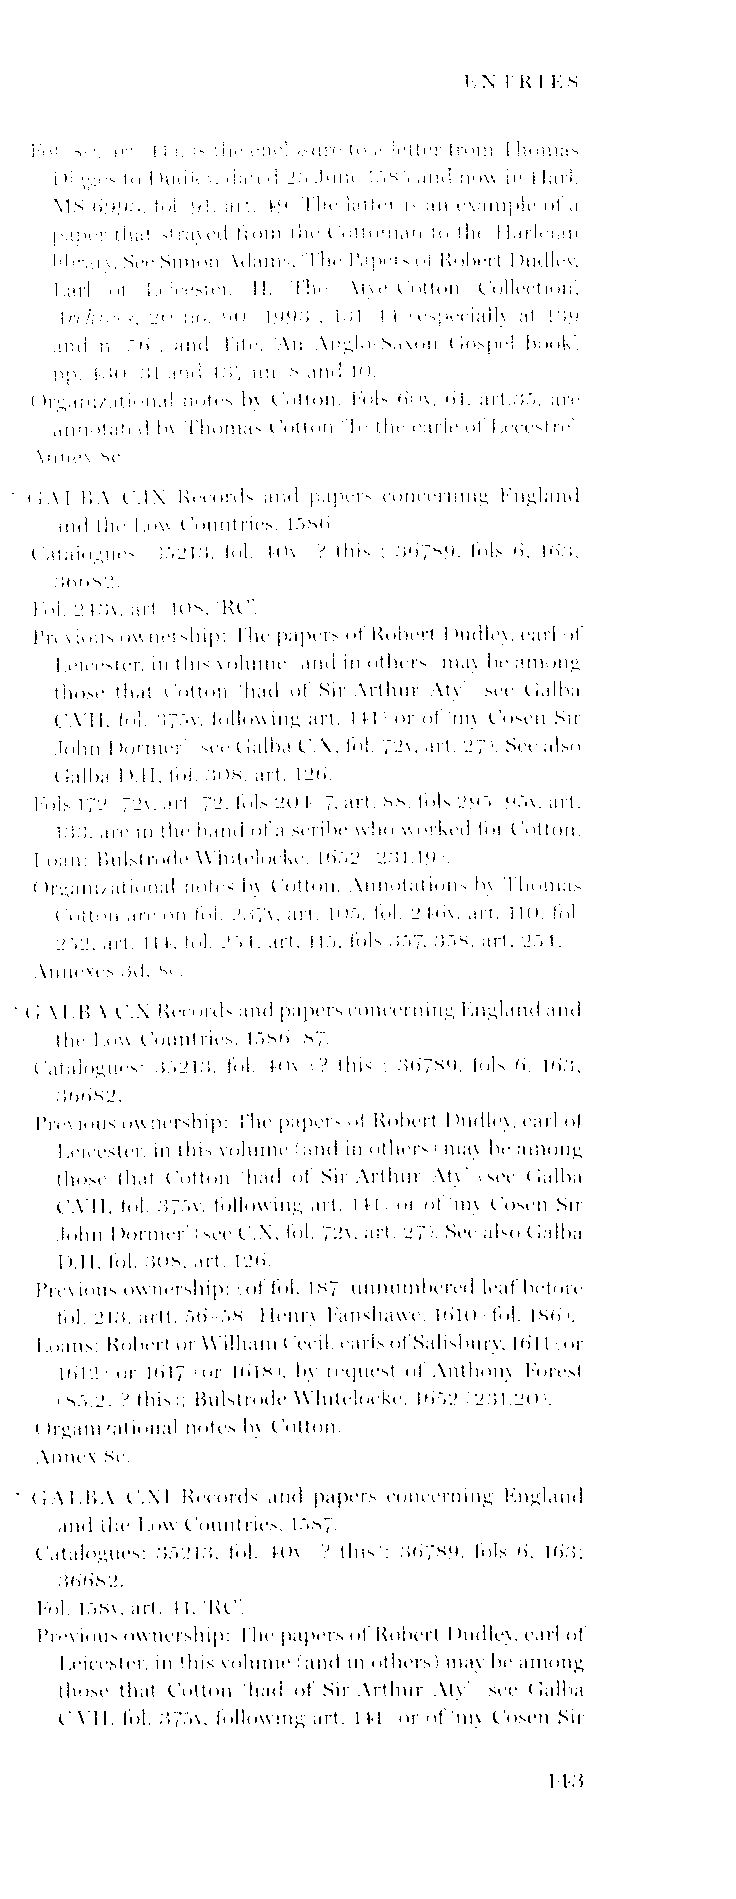 ENTRIES
is the enclosure to a letter from Thomas
Digges to Dudley, dated 25 June 1585 and now in Harl.
MS 6993, fol. art. 49. The latter is an example of a
paper that strayed from the Cottonian to the Harleian
library. See Simon Adams, 'The Papers of Robert Dudley,
Earl of Leicester, II. The Atye-Cotton Collection',
Archives, 20 no. 90 (1993), 131–44 (especially at 139
and n. 76), and Tite, 'An Anglo-Saxon Gospel book',
pp. 430–31 and 437, nn. 8 and 10.
Organizational notes by Cotton. Fols 60v, 61, art.35, are
annotated by Thomas Cotton 'le the earle of Lecestre'.
Annex 8e.
* GALBA C.IX Records and papers concerning England
and the Low Countries, 1586.
Catalogues: 35213, fol. 40v (? this); 36789, fols 6, 163;
36682.
Fol. 243v, art. 108, 'RC'.
Previous ownership: The papers of Robert Dudley, earl of
Leicester, in this volume (and in others) may be among
those that Cotton 'had of Sir Arthur Aty' (see Galba
C.VII, fol. 375v, following art. 141) or of 'my Cosen Sir
John Dormer' (see Galba C.X, fol. 72v, art. 27). See also
Galba D.II, fol. 308, art. 126.
Fols 172–72v, art. 72, fols 204–7, art. 88, fols 295–95v, art.
133, are in the hand of a scribe who worked for Cotton.
Loan: Bulstrode Whitelocke, 1652 (231.19).
Organizational notes by Cotton. Annotations by Thomas
Cotton are on fol. 237v, art. 105, fol. 246v, art. 110, fol.
252, art. 114, fol. 254, art. 115, fols 357, 358, art. 254.
Annexes 3d, 8e.
* GALBA C.X Records and papers concerning England and
the Low Countries, 1586–87.
Catalogues: 35213, fol. 40v (? this); 36789, fols 6, 163;
36682.
Previous ownership: The papers of Robert Dudley, earl of
Leicester, in this volume (and in others) may be among
those that Cotton 'had of Sir Arthur Aty' (see Galba
C.VII, fol. 375v, following art. 141) or of 'my Cosen Sir
John Dormer' (see C.X, fol. 72v, art. 27). See also Galba
D.II, fol. 308, art. 126.
Previous ownership: (of fol. 187 unnumbered leaf before
fol. 213, artt. 56–58) Henry Fanshawe, 1610 (fol. 186).
Loans: Robert or William Cecil, earls of Salisbury, 1611 (or
1612) or 1617 (or 1618), by request of Anthony Forest
(85.2, ? this); Bulstrode Whitelocke, 1652 (231.20).
Organizational notes by Cotton.
Annex 8e.
* GALBA C.XI Records and papers concerning England
and the Low Countries, 1587.
Catalogues: 35213, fol. 40v (? this); 36789, fols 6, 163;
36682.
Fol. 158v, art. 41, 'RC'.
Previous ownership: The papers of Robert Dudley, earl of
Leicester, in this volume (and in others) may be among
those that Cotton 'had of Sir Arthur Aty' (see Galba
C.VII, fol. 375v, following art. 141) or of 'my Cosen Sir
143